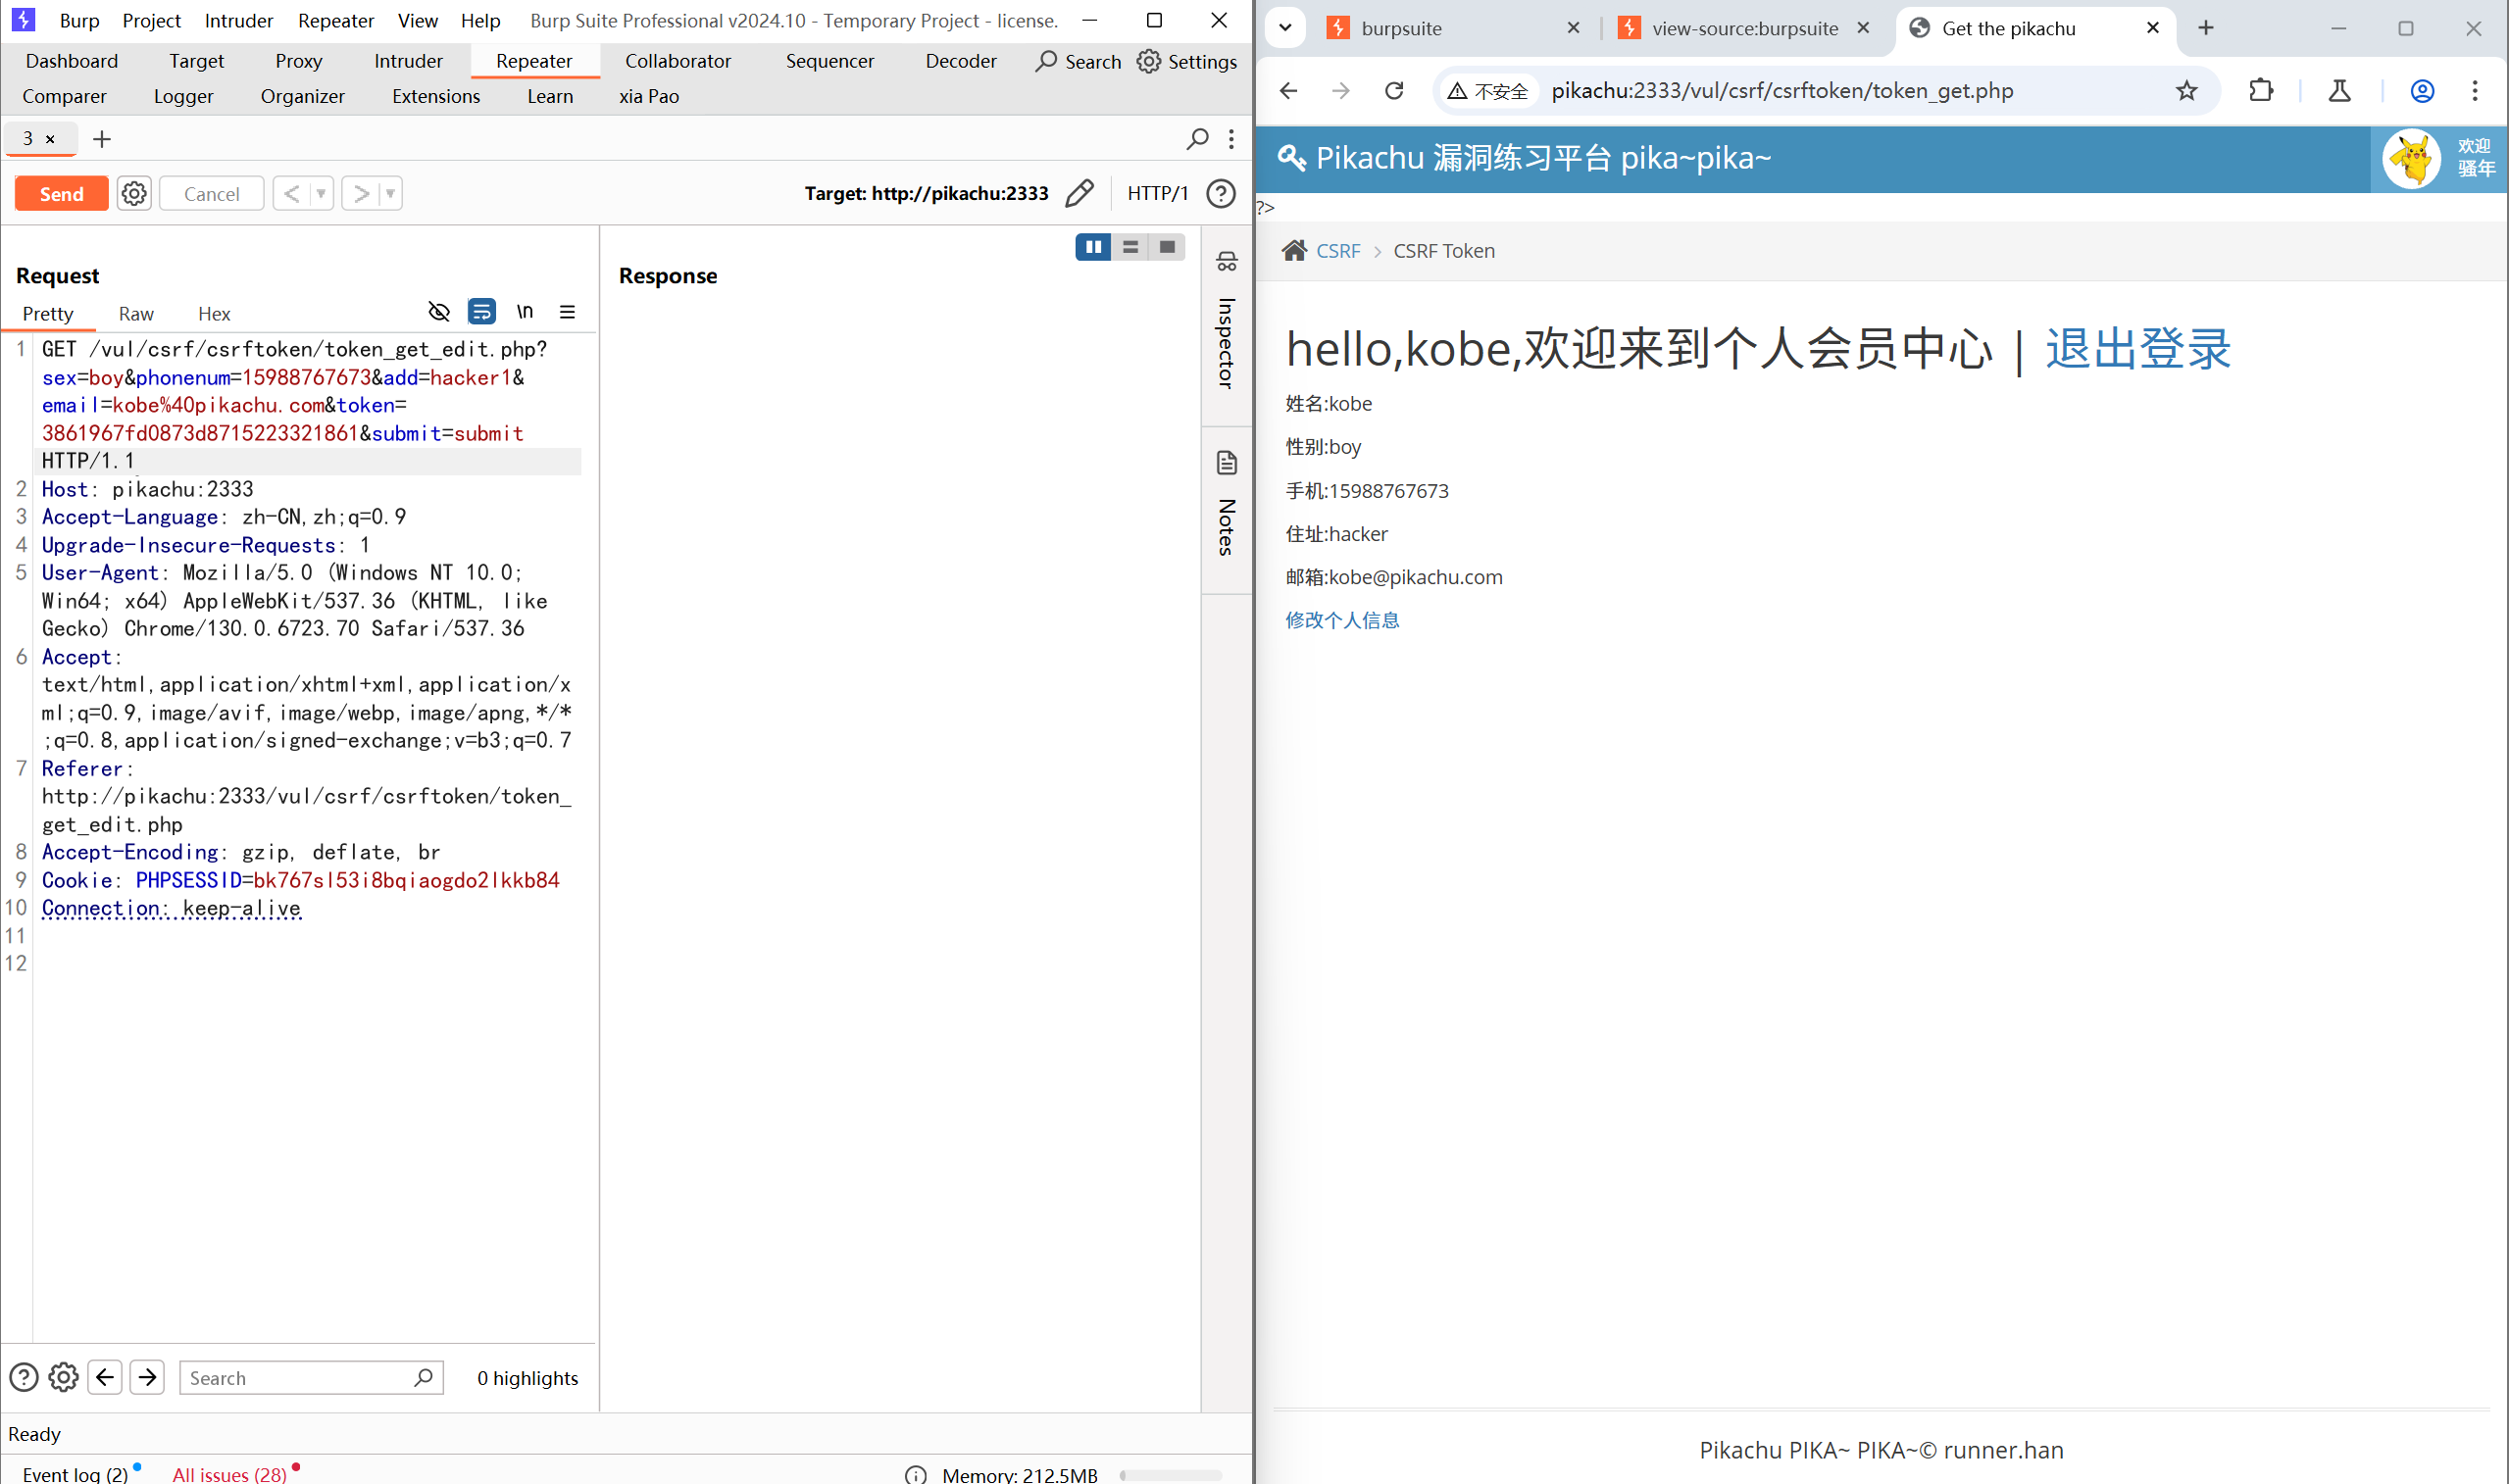 Burp Project Intruder Repeater View Help Burp Suite Professional v2024.10 - Temporary Project - license.
Dashboard Target Proxy Intruder Repeater Collaborator Sequencer Decoder Search Settings
Comparer Logger Organizer Extensions Learn xia Pao
3 × +
Send Cancel < > Target: http://pikachu:2333 HTTP/1
Request
Pretty Raw Hex \n
1 GET /vul/csrf/csrftoken/token_get_edit.php?
sex=boy&phonenum=15988767673&add=hacker1&
email=kobe%40pikachu.com&token=
3861967fd0873d8715223321861&submit=submit
HTTP/1.1
2 Host: pikachu:2333
3 Accept-Language: zh-CN,zh;q=0.9
4 Upgrade-Insecure-Requests: 1
5 User-Agent: Mozilla/5.0 (Windows NT 10.0;
Win64; x64) AppleWebKit/537.36 (KHTML, like
Gecko) Chrome/130.0.6723.70 Safari/537.36
6 Accept:
text/html,application/xhtml+xml,application/x
ml;q=0.9,image/avif,image/webp,image/apng,*/*
;q=0.8,application/signed-exchange;v=b3;q=0.7
7 Referer:
http://pikachu:2333/vul/csrf/csrftoken/token_
get_edit.php
8 Accept-Encoding: gzip, deflate, br
9 Cookie: PHPSESSID=bk767sl53i8bqiaogdo2lkkb84
10 Connection: keep-alive
11
12
Response
Inspector
Notes
Search 0 highlights
Ready
Event log (2) All issues (28) Memory: 212.5MB
burpsuite view-source:burpsuite Get the pikachu
不安全 pikachu:2333/vul/csrf/csrftoken/token_get.php
Pikachu 漏洞练习平台 pika~pika~
欢迎
骚年
?>
CSRF > CSRF Token
hello,kobe,欢迎来到个人会员中心 | 退出登录
姓名:kobe
性别:boy
手机:15988767673
住址:hacker
邮箱:kobe@pikachu.com
修改个人信息
Pikachu PIKA~ PIKA~© runner.han